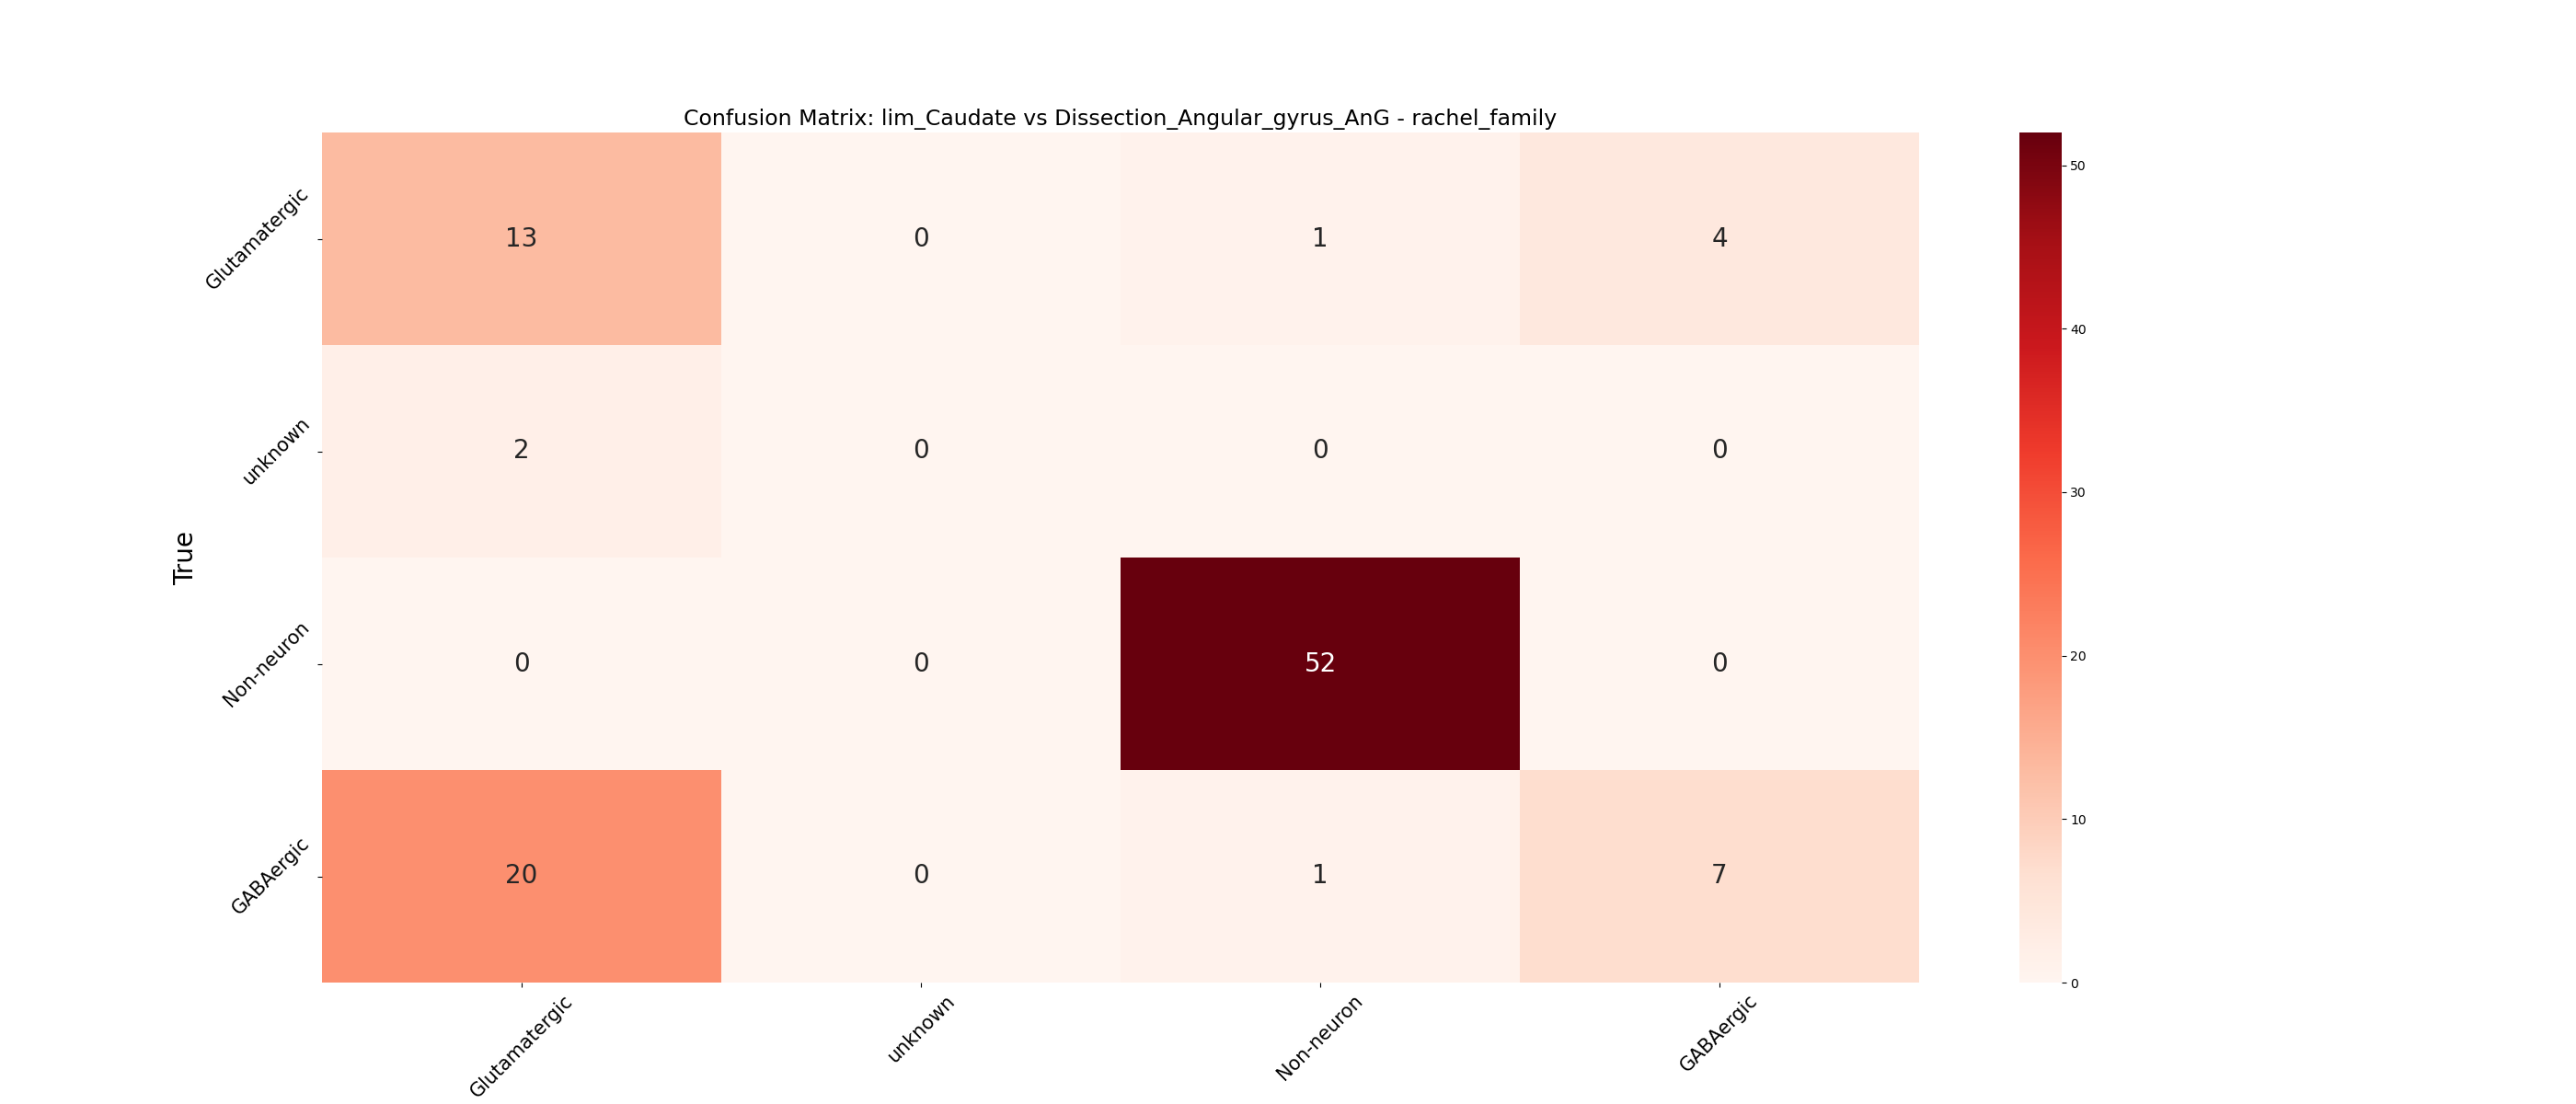 Confusion Matrix: lim_Caudate vs Dissection_Angular_gyrus_AnG - rachel_family
True
Glutamatergic 13 0 1 4
unknown 2 0 0 0
Non-neuron 0 0 52 0
GABAergic 20 0 1 7
Glutamatergic unknown Non-neuron GABAergic
50
40
30
20
10
0